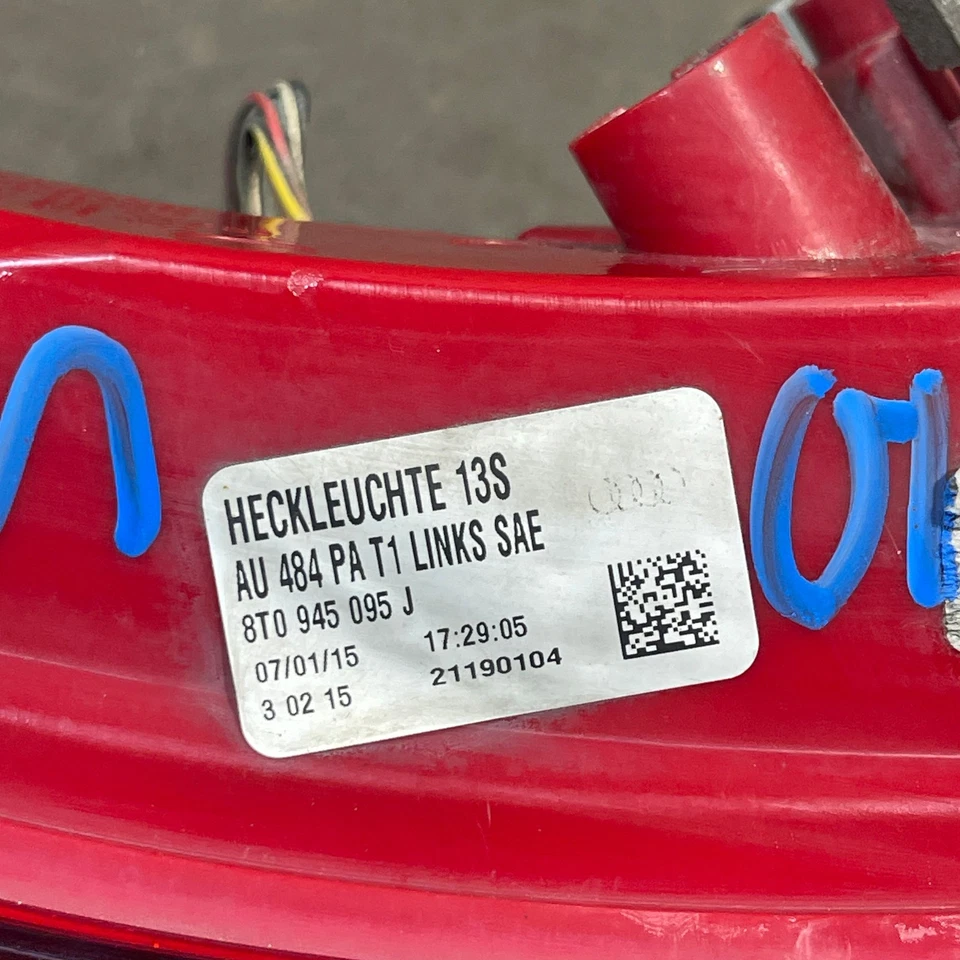 HECKLEUCHTE 13S
AU 484 PA T1 LINKS SAE
8T0 945 095 J
07/01/15 17:29:05
3 02 15 21190104